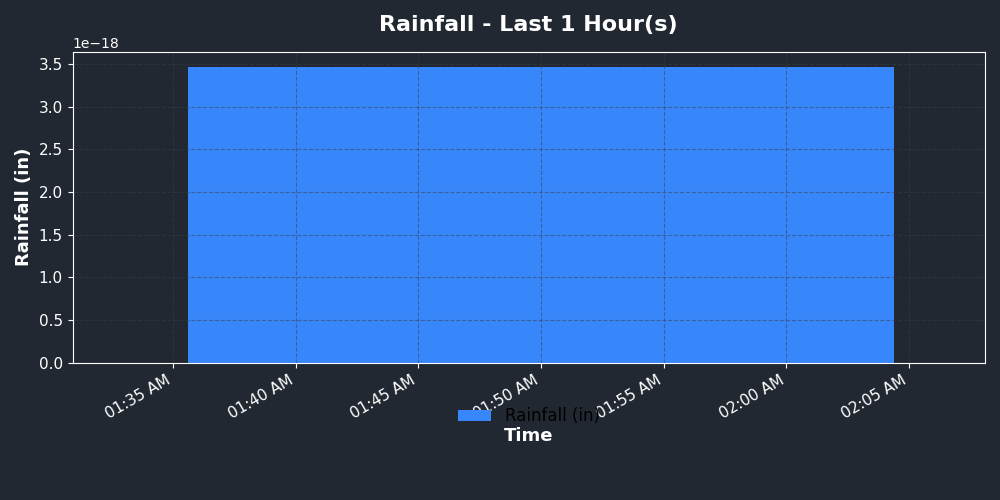 Rainfall - Last 1 Hour(s)
1e−18
3.5
3.0
2.5
2.0
1.5
1.0
0.5
0.0
Rainfall (in)
01:35 AM
01:40 AM
01:45 AM
01:50 AM
01:55 AM
02:00 AM
02:05 AM
Rainfall (in)
Time